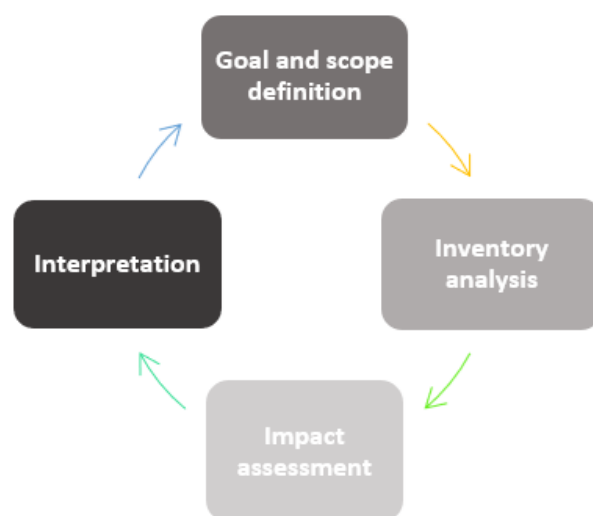 Goal and scope
definition
Inventory
analysis
Impact
assessment
Interpretation